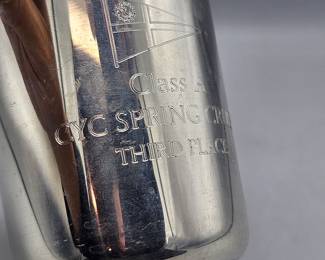 Class A
CYC SPRING
THIRD PLACE